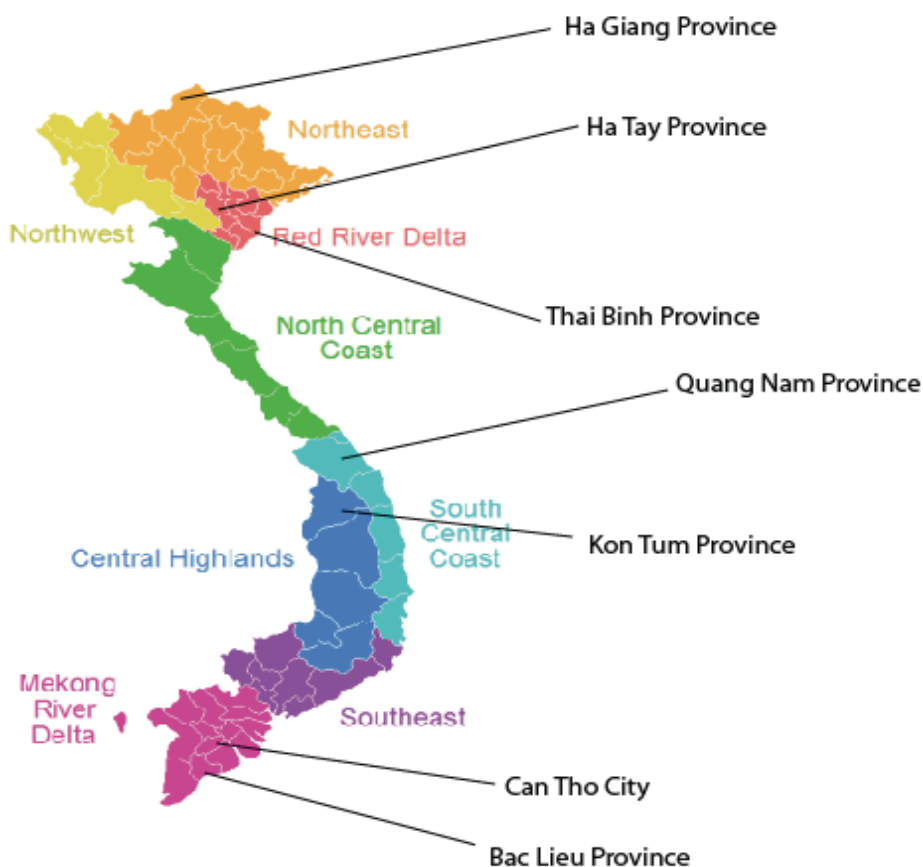 Ha Giang Province
Northeast
Ha Tay Province
Northwest
Red River Delta
Thai Binh Province
North Central
Coast
Quang Nam Province
South
Central
Coast
Kon Tum Province
Central Highlands
Mekong
River
Delta
Southeast
Can Tho City
Bac Lieu Province